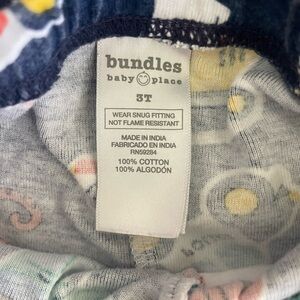 bundles
baby place
3T
WEAR SNUG FITTING
NOT FLAME RESISTANT
MADE IN INDIA
FABRICADO EN INDIA
RN59284
100% COTTON
100% ALGODÓN